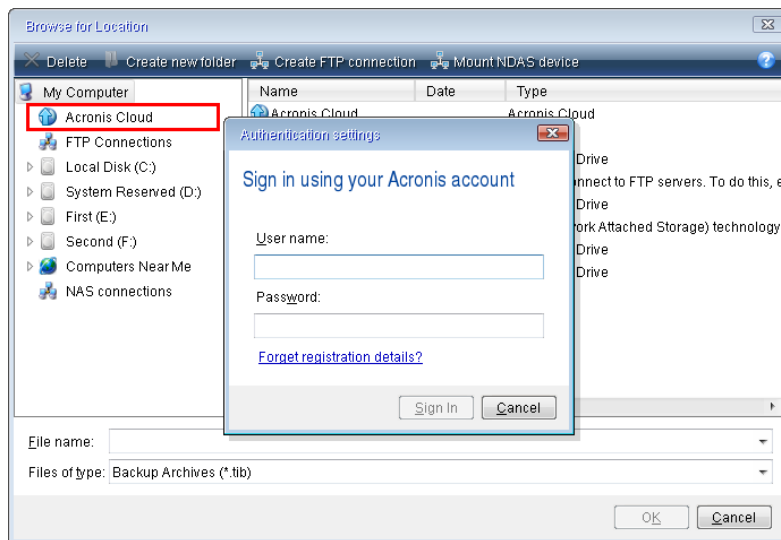 Browse for Location
Delete Create new folder Create FTP connection Mount NDAS device ?
My Computer Name Date Type
Acronis Cloud Acronis Cloud Acronis Cloud
FTP Connections
Local Disk (C:) Drive
System Reserved (D:) nnect to FTP servers. To do this, e
First (E:) Drive
Second (F:) ork Attached Storage) technology
Computers Near Me Drive
NAS connections Drive
Authentication settings
Sign in using your Acronis account
User name:
Password:
Forget registration details?
Sign In Cancel
File name:
Files of type: Backup Archives (*.tib)
OK Cancel